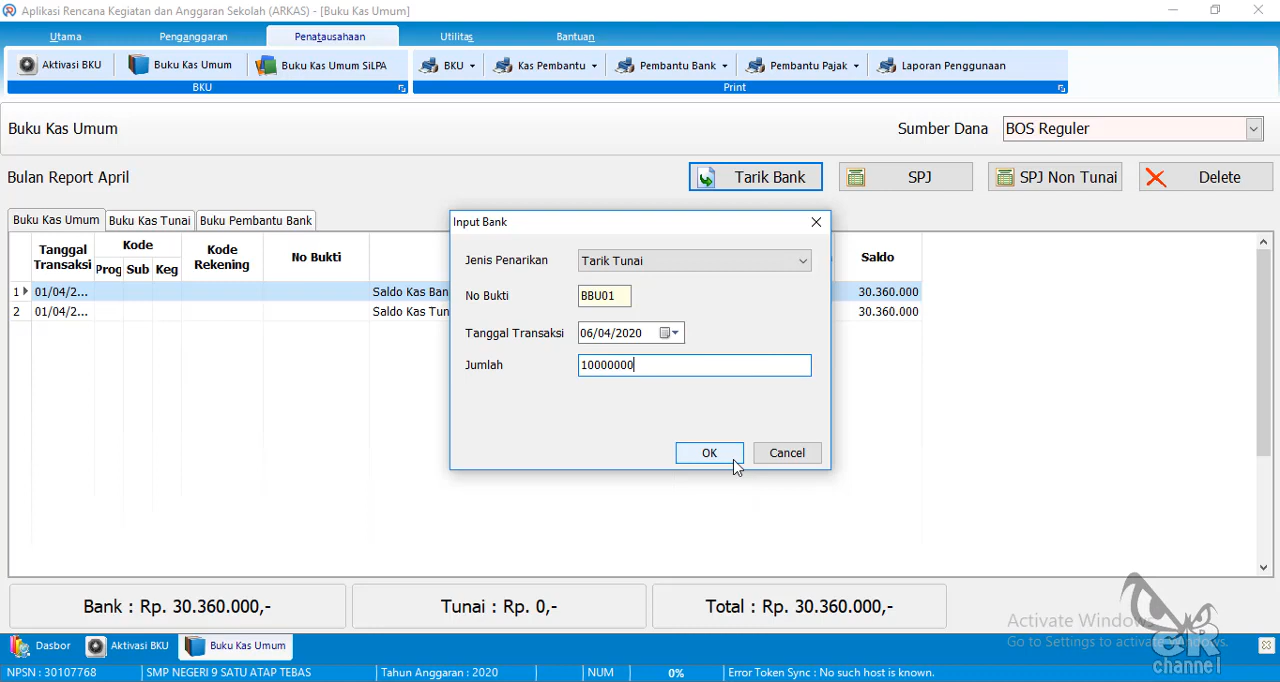 Aplikasi Rencana Kegiatan dan Anggaran Sekolah (ARKAS) - [Buku Kas Umum]
Utama Penganggaran Penatausahaan Utilitas Bantuan
Aktivasi BKU Buku Kas Umum Buku Kas Umum SiLPA BKU Kas Pembantu Pembantu Bank Pembantu Pajak Laporan Penggunaan
BKU Print
Buku Kas Umum Sumber Dana BOS Reguler
Bulan Report April Tarik Bank SPJ SPJ Non Tunai Delete
Buku Kas Umum Buku Kas Tunai Buku Pembantu Bank
Tanggal Transaksi Kode Prog Sub Keg Kode Rekening No Bukti Saldo
1 01/04/2... Saldo Kas Ban 30.360.000
2 01/04/2... Saldo Kas Tun 30.360.000
Input Bank
Jenis Penarikan Tarik Tunai
No Bukti BBU01
Tanggal Transaksi 06/04/2020
Jumlah 10000000
OK Cancel
Bank : Rp. 30.360.000,- Tunai : Rp. 0,- Total : Rp. 30.360.000,-
Activate Windows
Go to Settings to activate Windows.
eR
channel
Dasbor Aktivasi BKU Buku Kas Umum
NPSN : 30107768 SMP NEGERI 9 SATU ATAP TEBAS Tahun Anggaran : 2020 NUM 0% Error Token Sync : No such host is known.